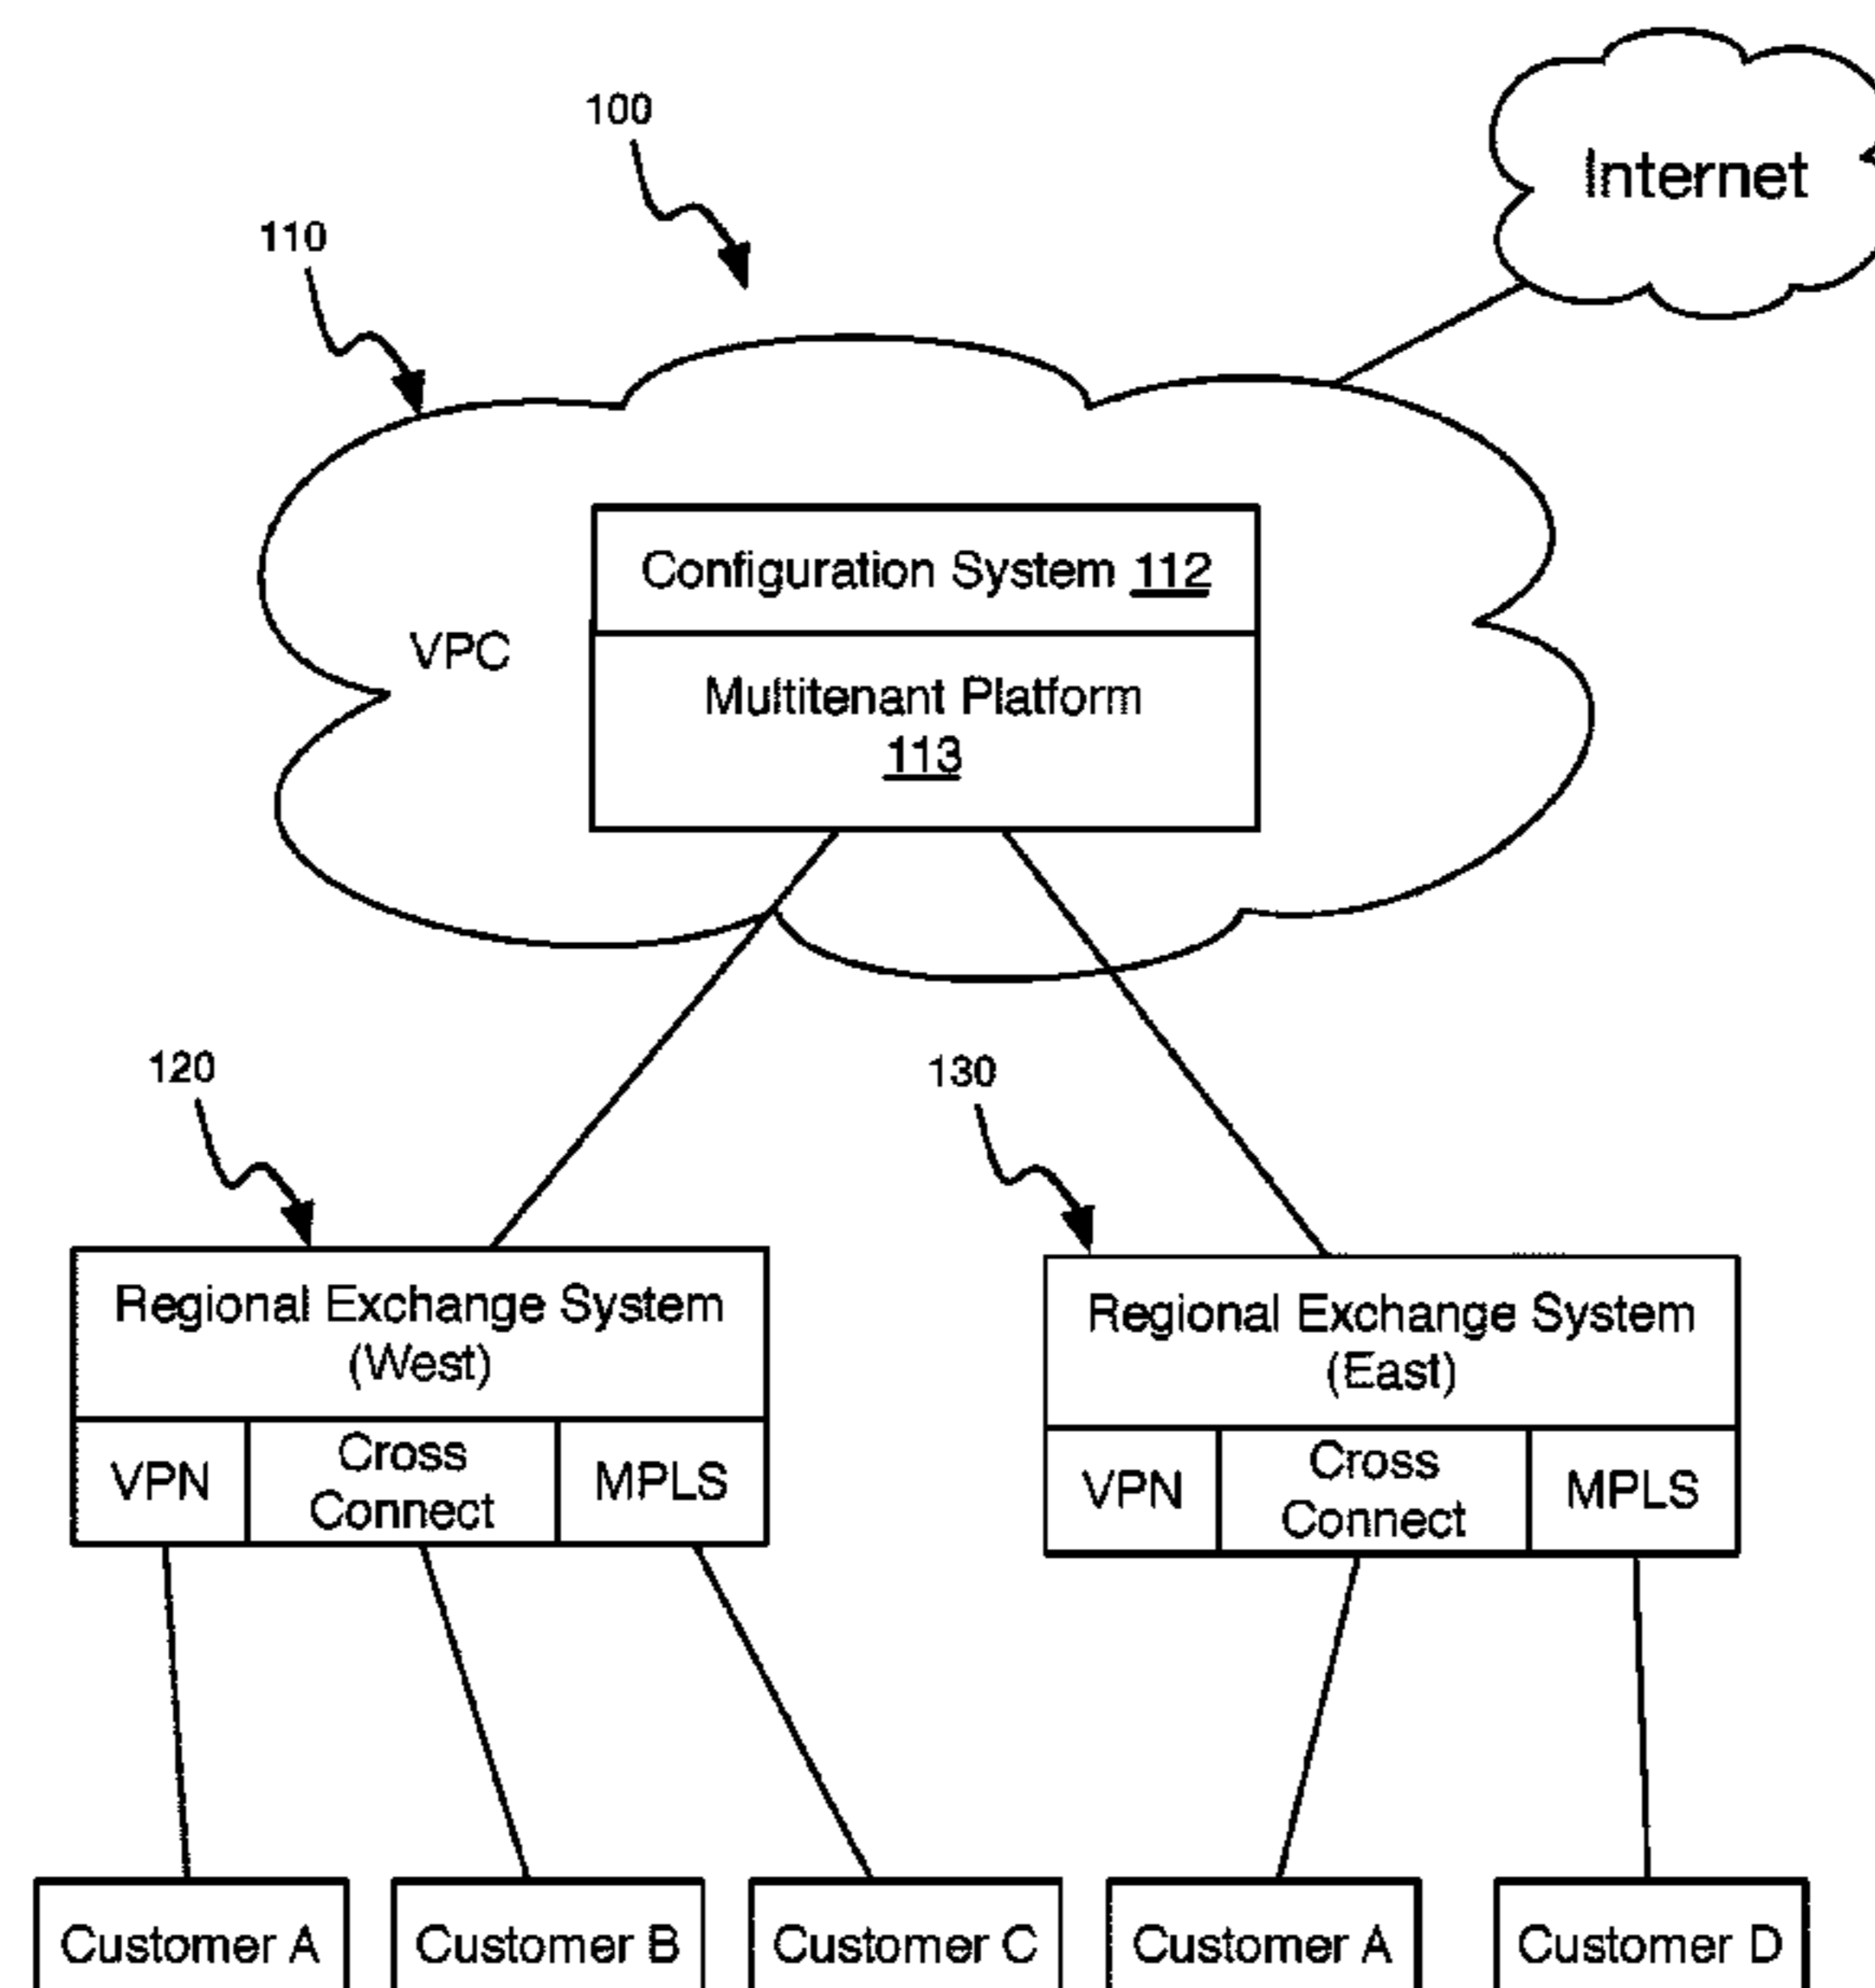 100
Internet
110
Configuration System 112
VPC
Multitenant Platform
113
120
130
Regional Exchange System
(West)
VPN
Cross
Connect
MPLS
Regional Exchange System
(East)
VPN
Cross
Connect
MPLS
Customer A
Customer B
Customer C
Customer A
Customer D